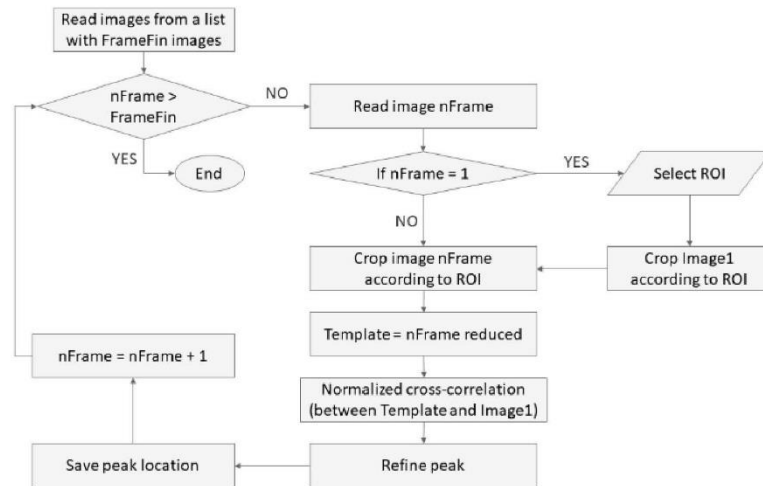 Read images from a list
with FrameFin images
nFrame >
FrameFin
NO
Read image nFrame
YES
End
If nFrame = 1
YES
Select ROI
NO
Crop image nFrame
according to ROI
Crop Image1
according to ROI
Template = nFrame reduced
nFrame = nFrame + 1
Normalized cross-correlation
(between Template and Image1)
Save peak location
Refine peak